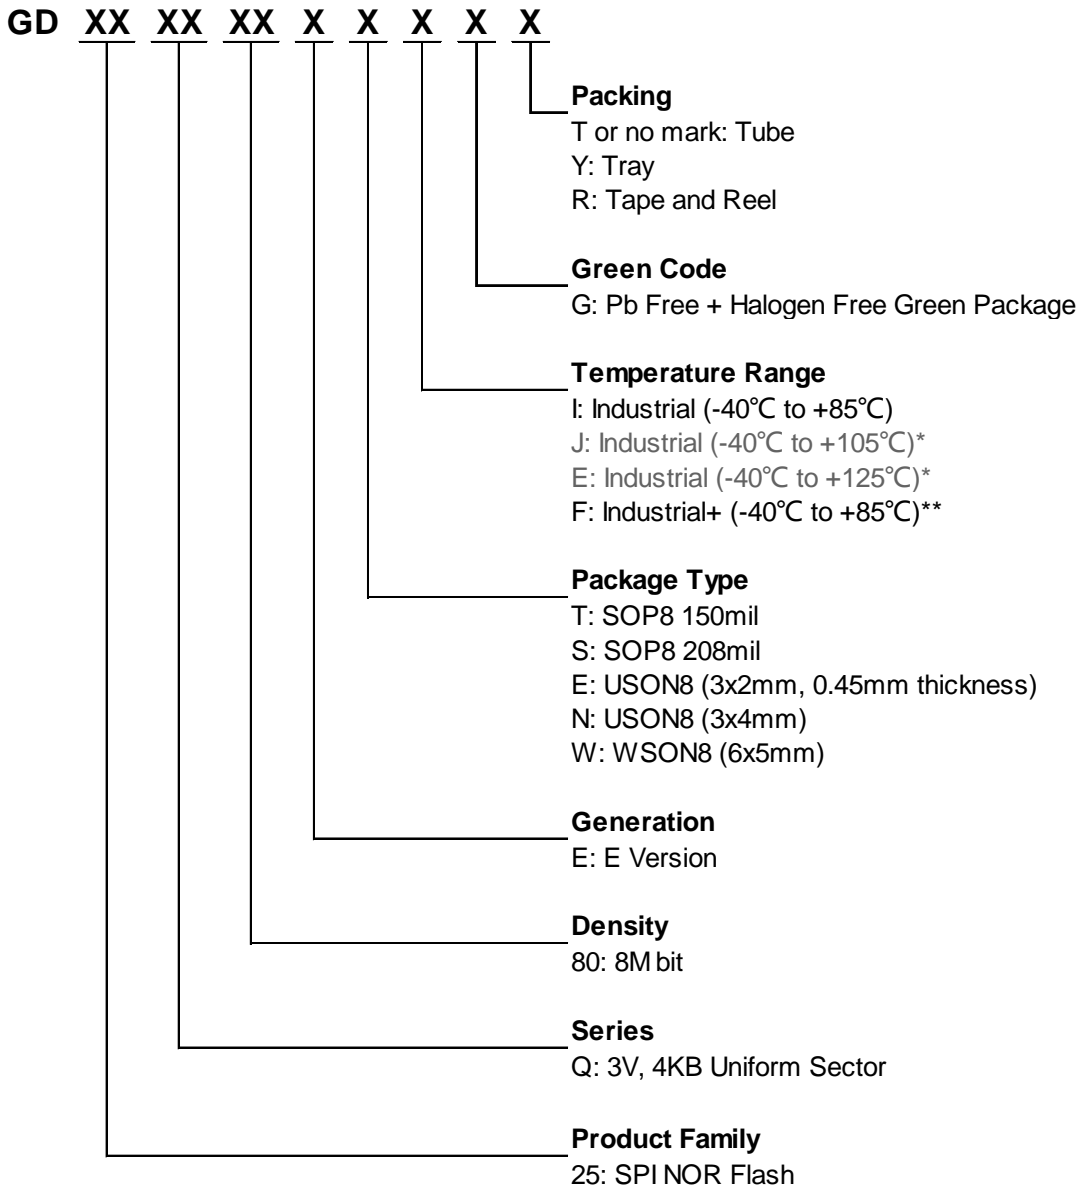 GD XX XX XX X X X X X
Packing
T or no mark: Tube
Y: Tray
R: Tape and Reel
Green Code
G: Pb Free + Halogen Free Green Package
Temperature Range
I: Industrial (-40℃ to +85℃)
J: Industrial (-40℃ to +105℃)*
E: Industrial (-40℃ to +125℃)*
F: Industrial+ (-40℃ to +85℃)**
Package Type
T: SOP8 150mil
S: SOP8 208mil
E: USON8 (3x2mm, 0.45mm thickness)
N: USON8 (3x4mm)
W: WSON8 (6x5mm)
Generation
E: E Version
Density
80: 8M bit
Series
Q: 3V, 4KB Uniform Sector
Product Family
25: SPI NOR Flash